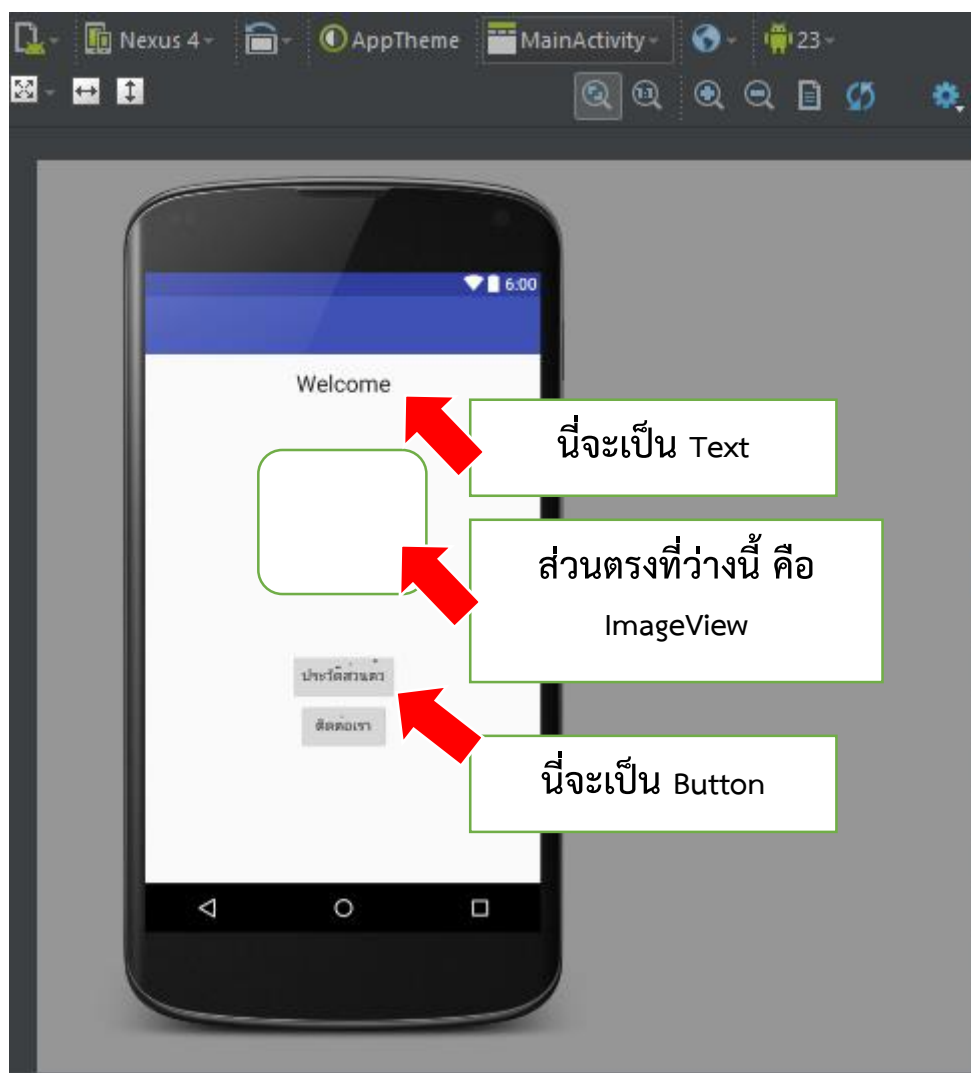 Nexus 4 AppTheme MainActivity 23
1:1
6:00
Welcome
นี่จะเป็น Text
ส่วนตรงที่ว่างนี้ คือ
ImageView
ประวัติส่วนตัว
ติดต่อเรา
นี่จะเป็น Button